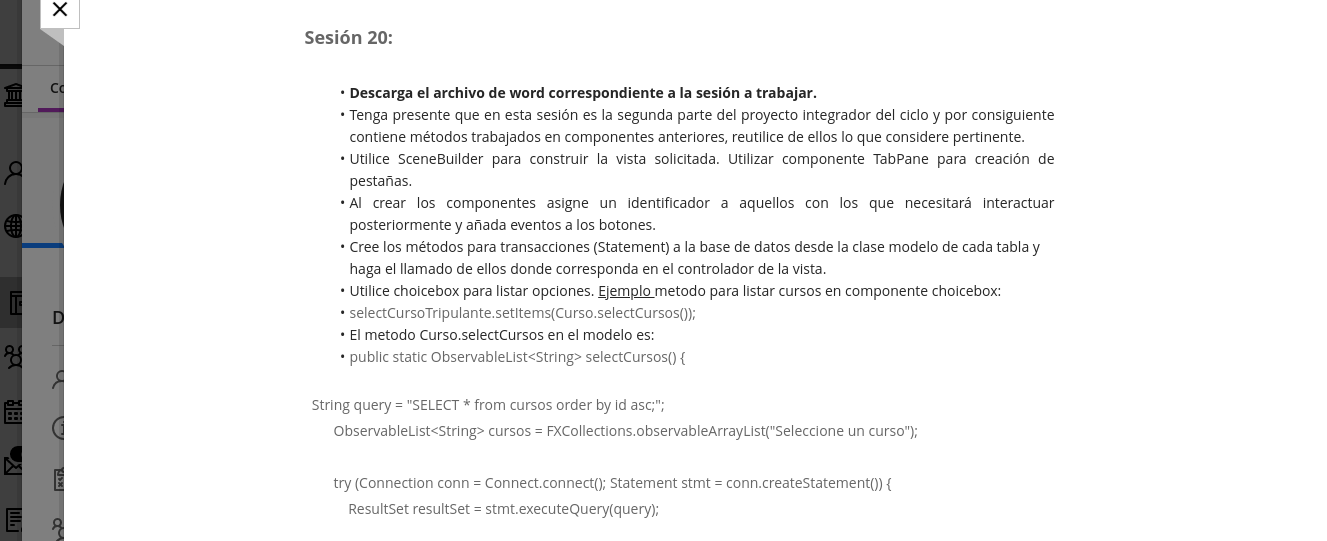 Sesión 20:
Co
• Descarga el archivo de word correspondiente a la sesión a trabajar.
• Tenga presente que en esta sesión es la segunda parte del proyecto integrador del ciclo y por consiguiente
contiene métodos trabajados en componentes anteriores, reutilice de ellos lo que considere pertinente.
• Utilice SceneBuilder para construir la vista solicitada. Utilizar componente TabPane para creación de
pestañas.
• Al crear los componentes asigne un identificador a aquellos con los que necesitará interactuar
posteriormente y añada eventos a los botones.
• Cree los métodos para transacciones (Statement) a la base de datos desde la clase modelo de cada tabla y
haga el llamado de ellos donde corresponda en el controlador de la vista.
• Utilice choicebox para listar opciones. Ejemplo metodo para listar cursos en componente choicebox:
• selectCursoTripulante.setItems(Curso.selectCursos());
• El metodo Curso.selectCursos en el modelo es:
• public static ObservableList<String> selectCursos() {
D
String query = "SELECT * from cursos order by id asc;";
ObservableList<String> cursos = FXCollections.observableArrayList("Seleccione un curso");
try (Connection conn = Connect.connect(); Statement stmt = conn.createStatement()) {
ResultSet resultSet = stmt.executeQuery(query);